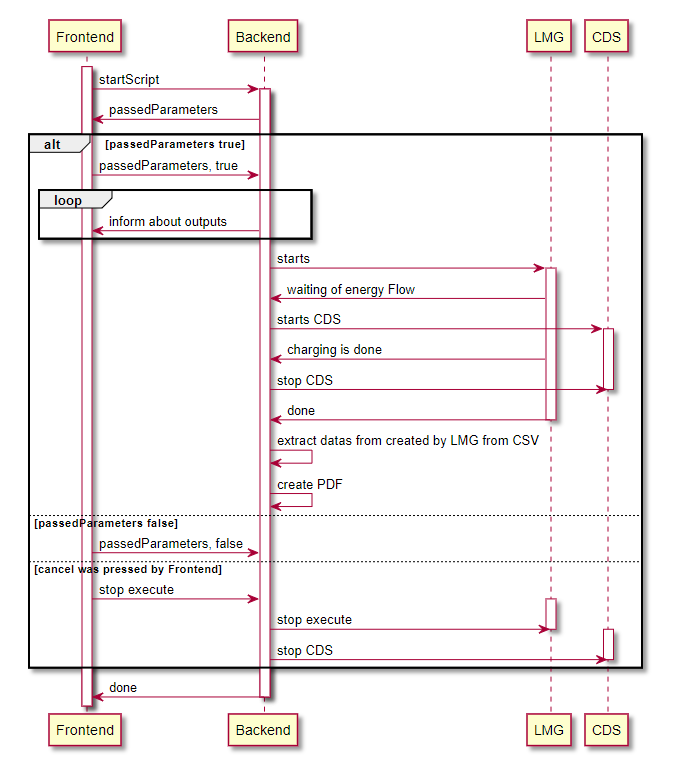 Frontend
Backend
LMG
CDS
startScript
passedParameters
alt
[passedParameters true]
passedParameters, true
loop
inform about outputs
starts
waiting of energy Flow
starts CDS
charging is done
stop CDS
done
extract datas from created by LMG from CSV
create PDF
[passedParameters false]
passedParameters, false
[cancel was pressed by Frontend]
stop execute
stop execute
stop CDS
done
Frontend
Backend
LMG
CDS